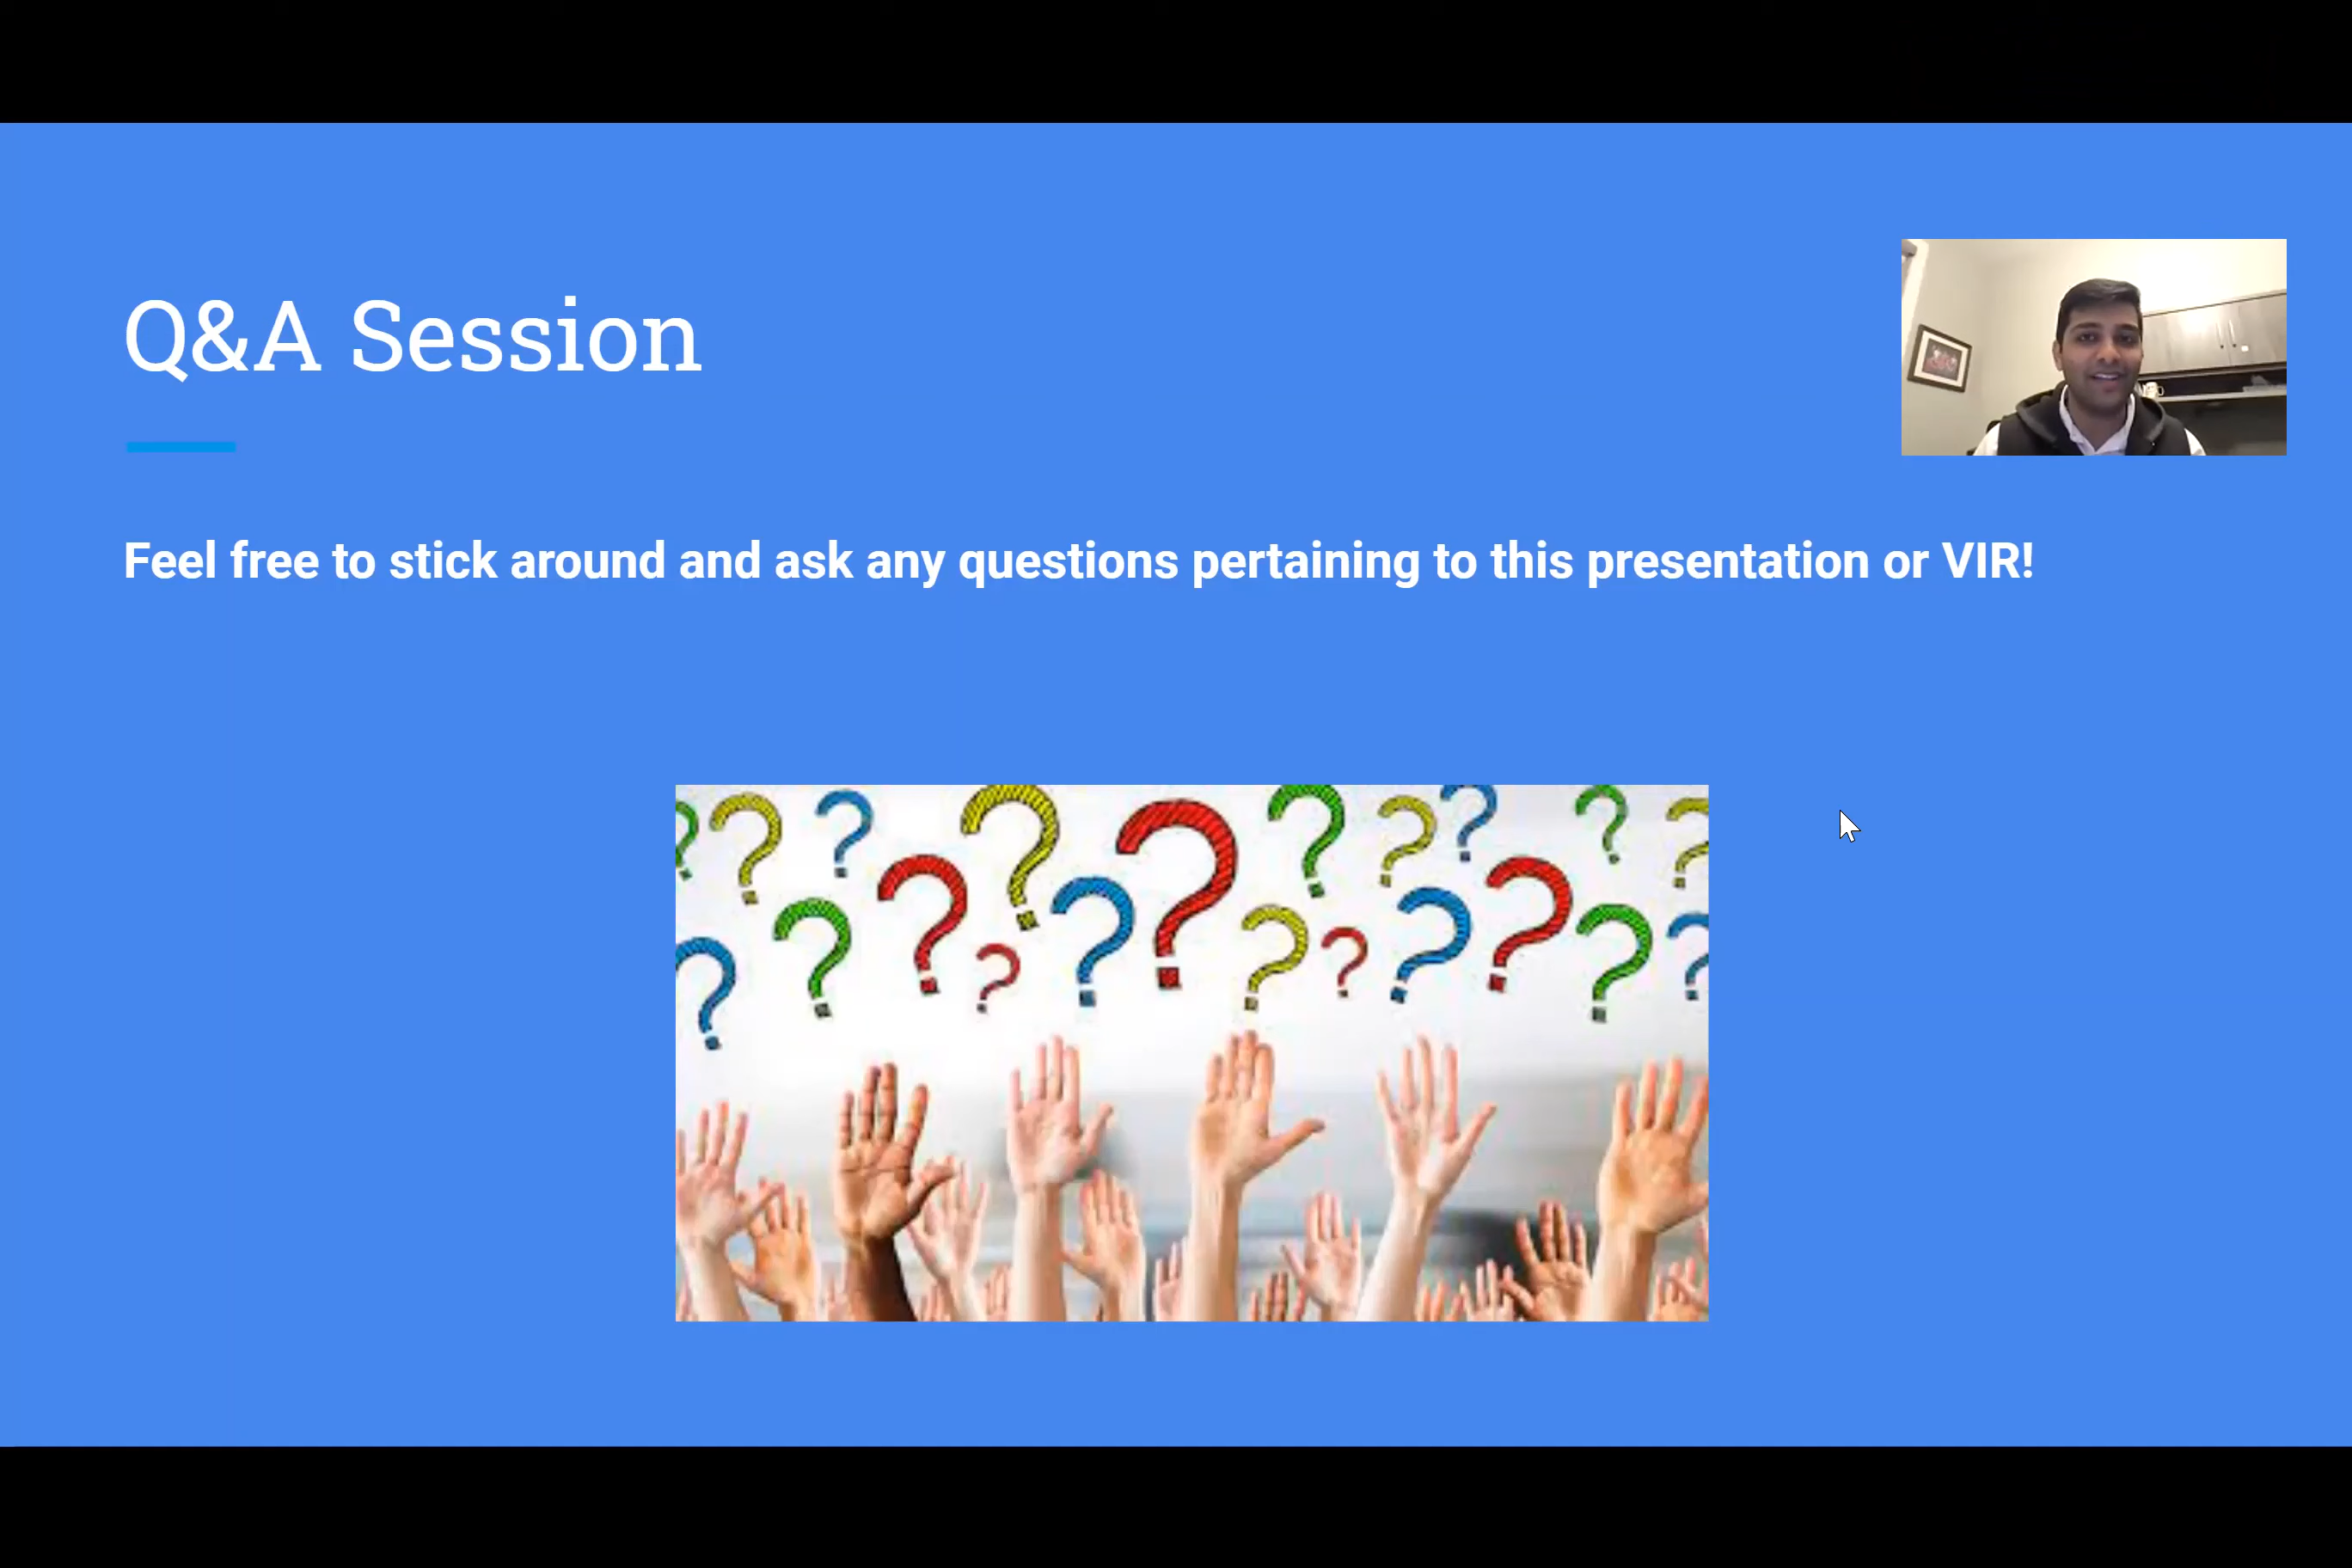 Q&A Session
Feel free to stick around and ask any questions pertaining to this presentation or VIR!